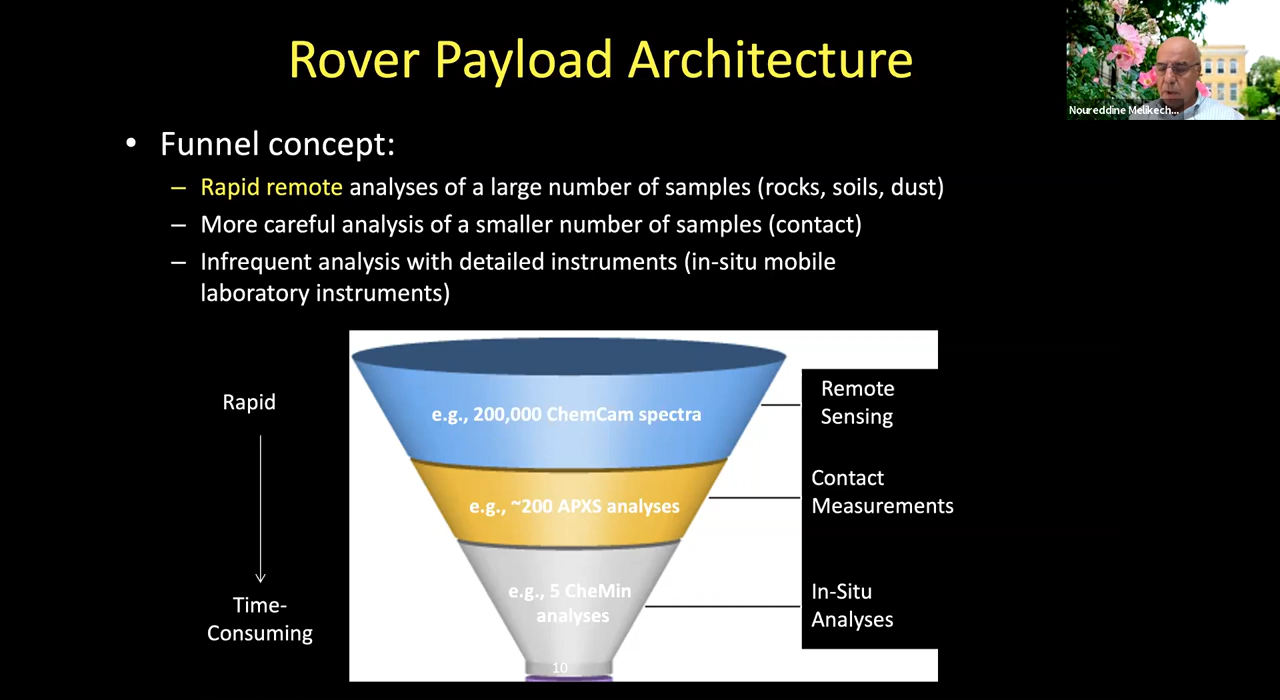 Rover Payload Architecture
Noureddine Melikech...
• Funnel concept:
– Rapid remote analyses of a large number of samples (rocks, soils, dust)
– More careful analysis of a smaller number of samples (contact)
– Infrequent analysis with detailed instruments (in-situ mobile
laboratory instruments)
Rapid
Time-
Consuming
e.g., 200,000 ChemCam spectra
e.g., ~200 APXS analyses
e.g., 5 CheMin
analyses
10
Remote
Sensing
Contact
Measurements
In-Situ
Analyses